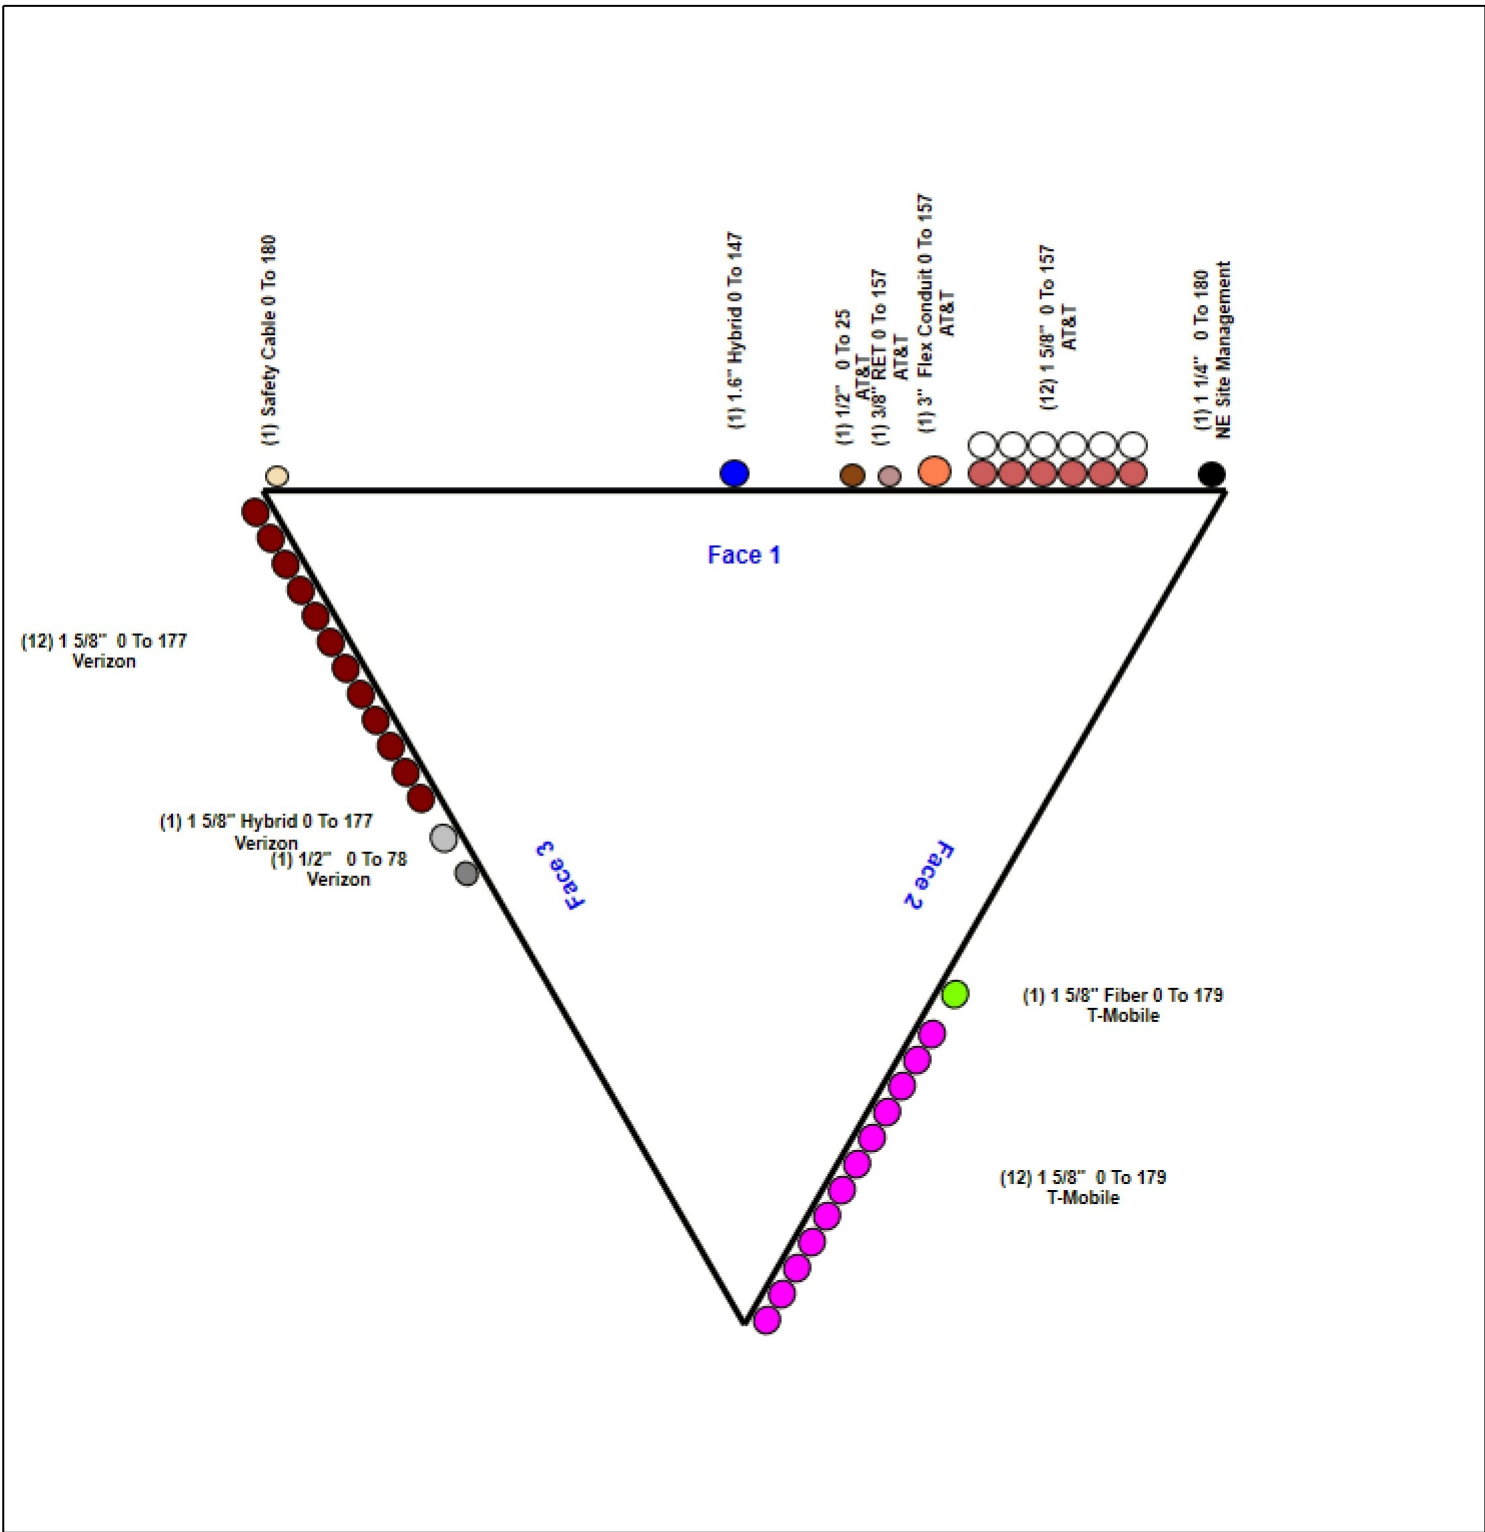 (1) Safety Cable 0 To 180
(1) 1.6" Hybrid 0 To 147
(1) 1/2" 0 To 25
AT&T
(1) 3/8" RET 0 To 157
AT&T
(1) 3" Flex Conduit 0 To 157
AT&T
(12) 1 5/8" 0 To 157
AT&T
(1) 1 1/4" 0 To 180
NE Site Management
Face 1
(12) 1 5/8" 0 To 177
Verizon
(1) 1 5/8" Hybrid 0 To 177
Verizon
(1) 1/2" 0 To 78
Verizon
Face 3
Face 2
(1) 1 5/8" Fiber 0 To 179
T-Mobile
(12) 1 5/8" 0 To 179
T-Mobile